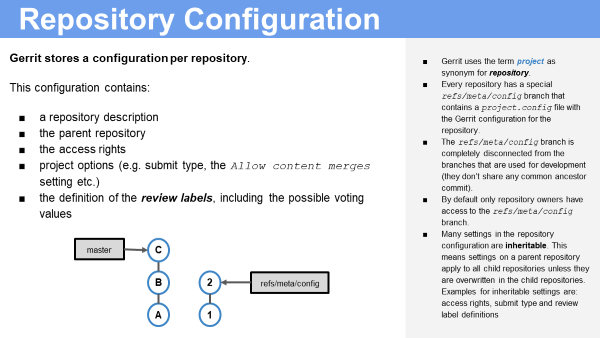 Repository Configuration
Gerrit stores a configuration per repository.
This configuration contains:
■ a repository description
■ the parent repository
■ the access rights
■ project options (e.g. submit type, the Allow content merges
setting etc.)
■ the definition of the review labels, including the possible voting
values
master
C
B
A
2
1
refs/meta/config
■ Gerrit uses the term project as
synonym for repository.
■ Every repository has a special
refs/meta/config branch that
contains a project.config file with
the Gerrit configuration for the
repository.
■ The refs/meta/config branch is
completely disconnected from the
branches that are used for development
(they don't share any common ancestor
commit).
■ By default only repository owners have
access to the refs/meta/config
branch.
■ Many settings in the repository
configuration are inheritable. This
means settings on a parent repository
apply to all child repositories unless they
are overwritten in the child repositories.
Examples for inheritable settings are:
access rights, submit type and review
label definitions